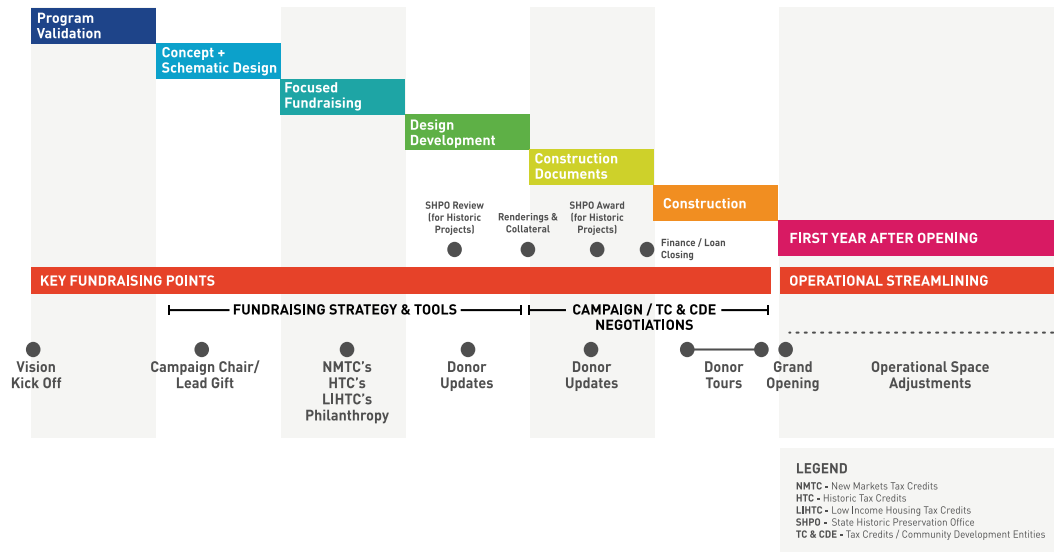 Program
Validation
Concept +
Schematic Design
Focused
Fundraising
Design
Development
Construction
Documents
Construction
FIRST YEAR AFTER OPENING
SHPO Review
(for Historic
Projects)
Renderings &
Collateral
SHPO Award
(for Historic
Projects)
Finance / Loan
Closing
KEY FUNDRAISING POINTS
OPERATIONAL STREAMLINING
FUNDRAISING STRATEGY & TOOLS
CAMPAIGN / TC & CDE
NEGOTIATIONS
Vision
Kick Off
Campaign Chair/
Lead Gift
NMTC's
HTC's
LIHTC's
Philanthropy
Donor
Updates
Donor
Updates
Donor
Tours
Grand
Opening
Operational Space
Adjustments
LEGEND
NMTC - New Markets Tax Credits
HTC - Historic Tax Credits
LIHTC - Low Income Housing Tax Credits
SHPO - State Historic Preservation Office
TC & CDE - Tax Credits / Community Development Entities